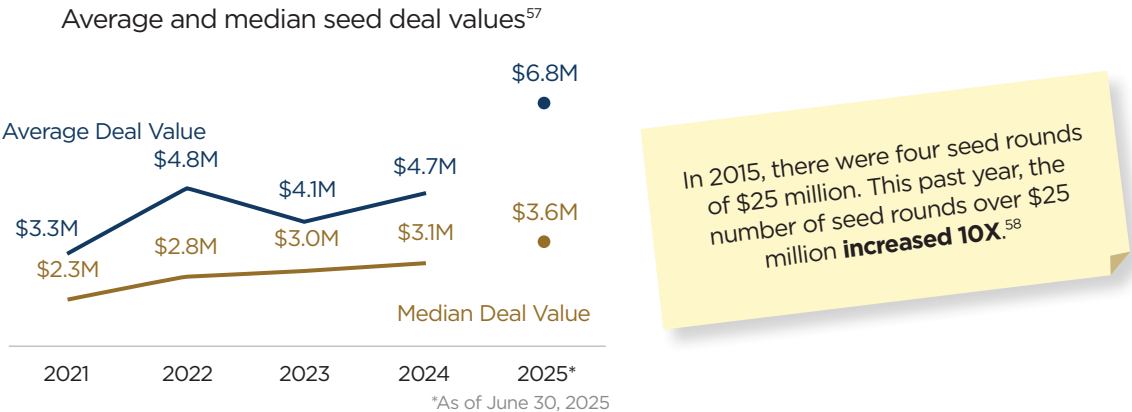 Average and median seed deal values57
$6.8M
Average Deal Value
$4.8M
$4.7M
$4.1M
$3.3M
$3.6M
$3.1M
$3.0M
$2.8M
$2.3M
Median Deal Value
2021 2022 2023 2024 2025*
*As of June 30, 2025
In 2015, there were four seed rounds
of $25 million. This past year, the
number of seed rounds over $25
million increased 10X.58